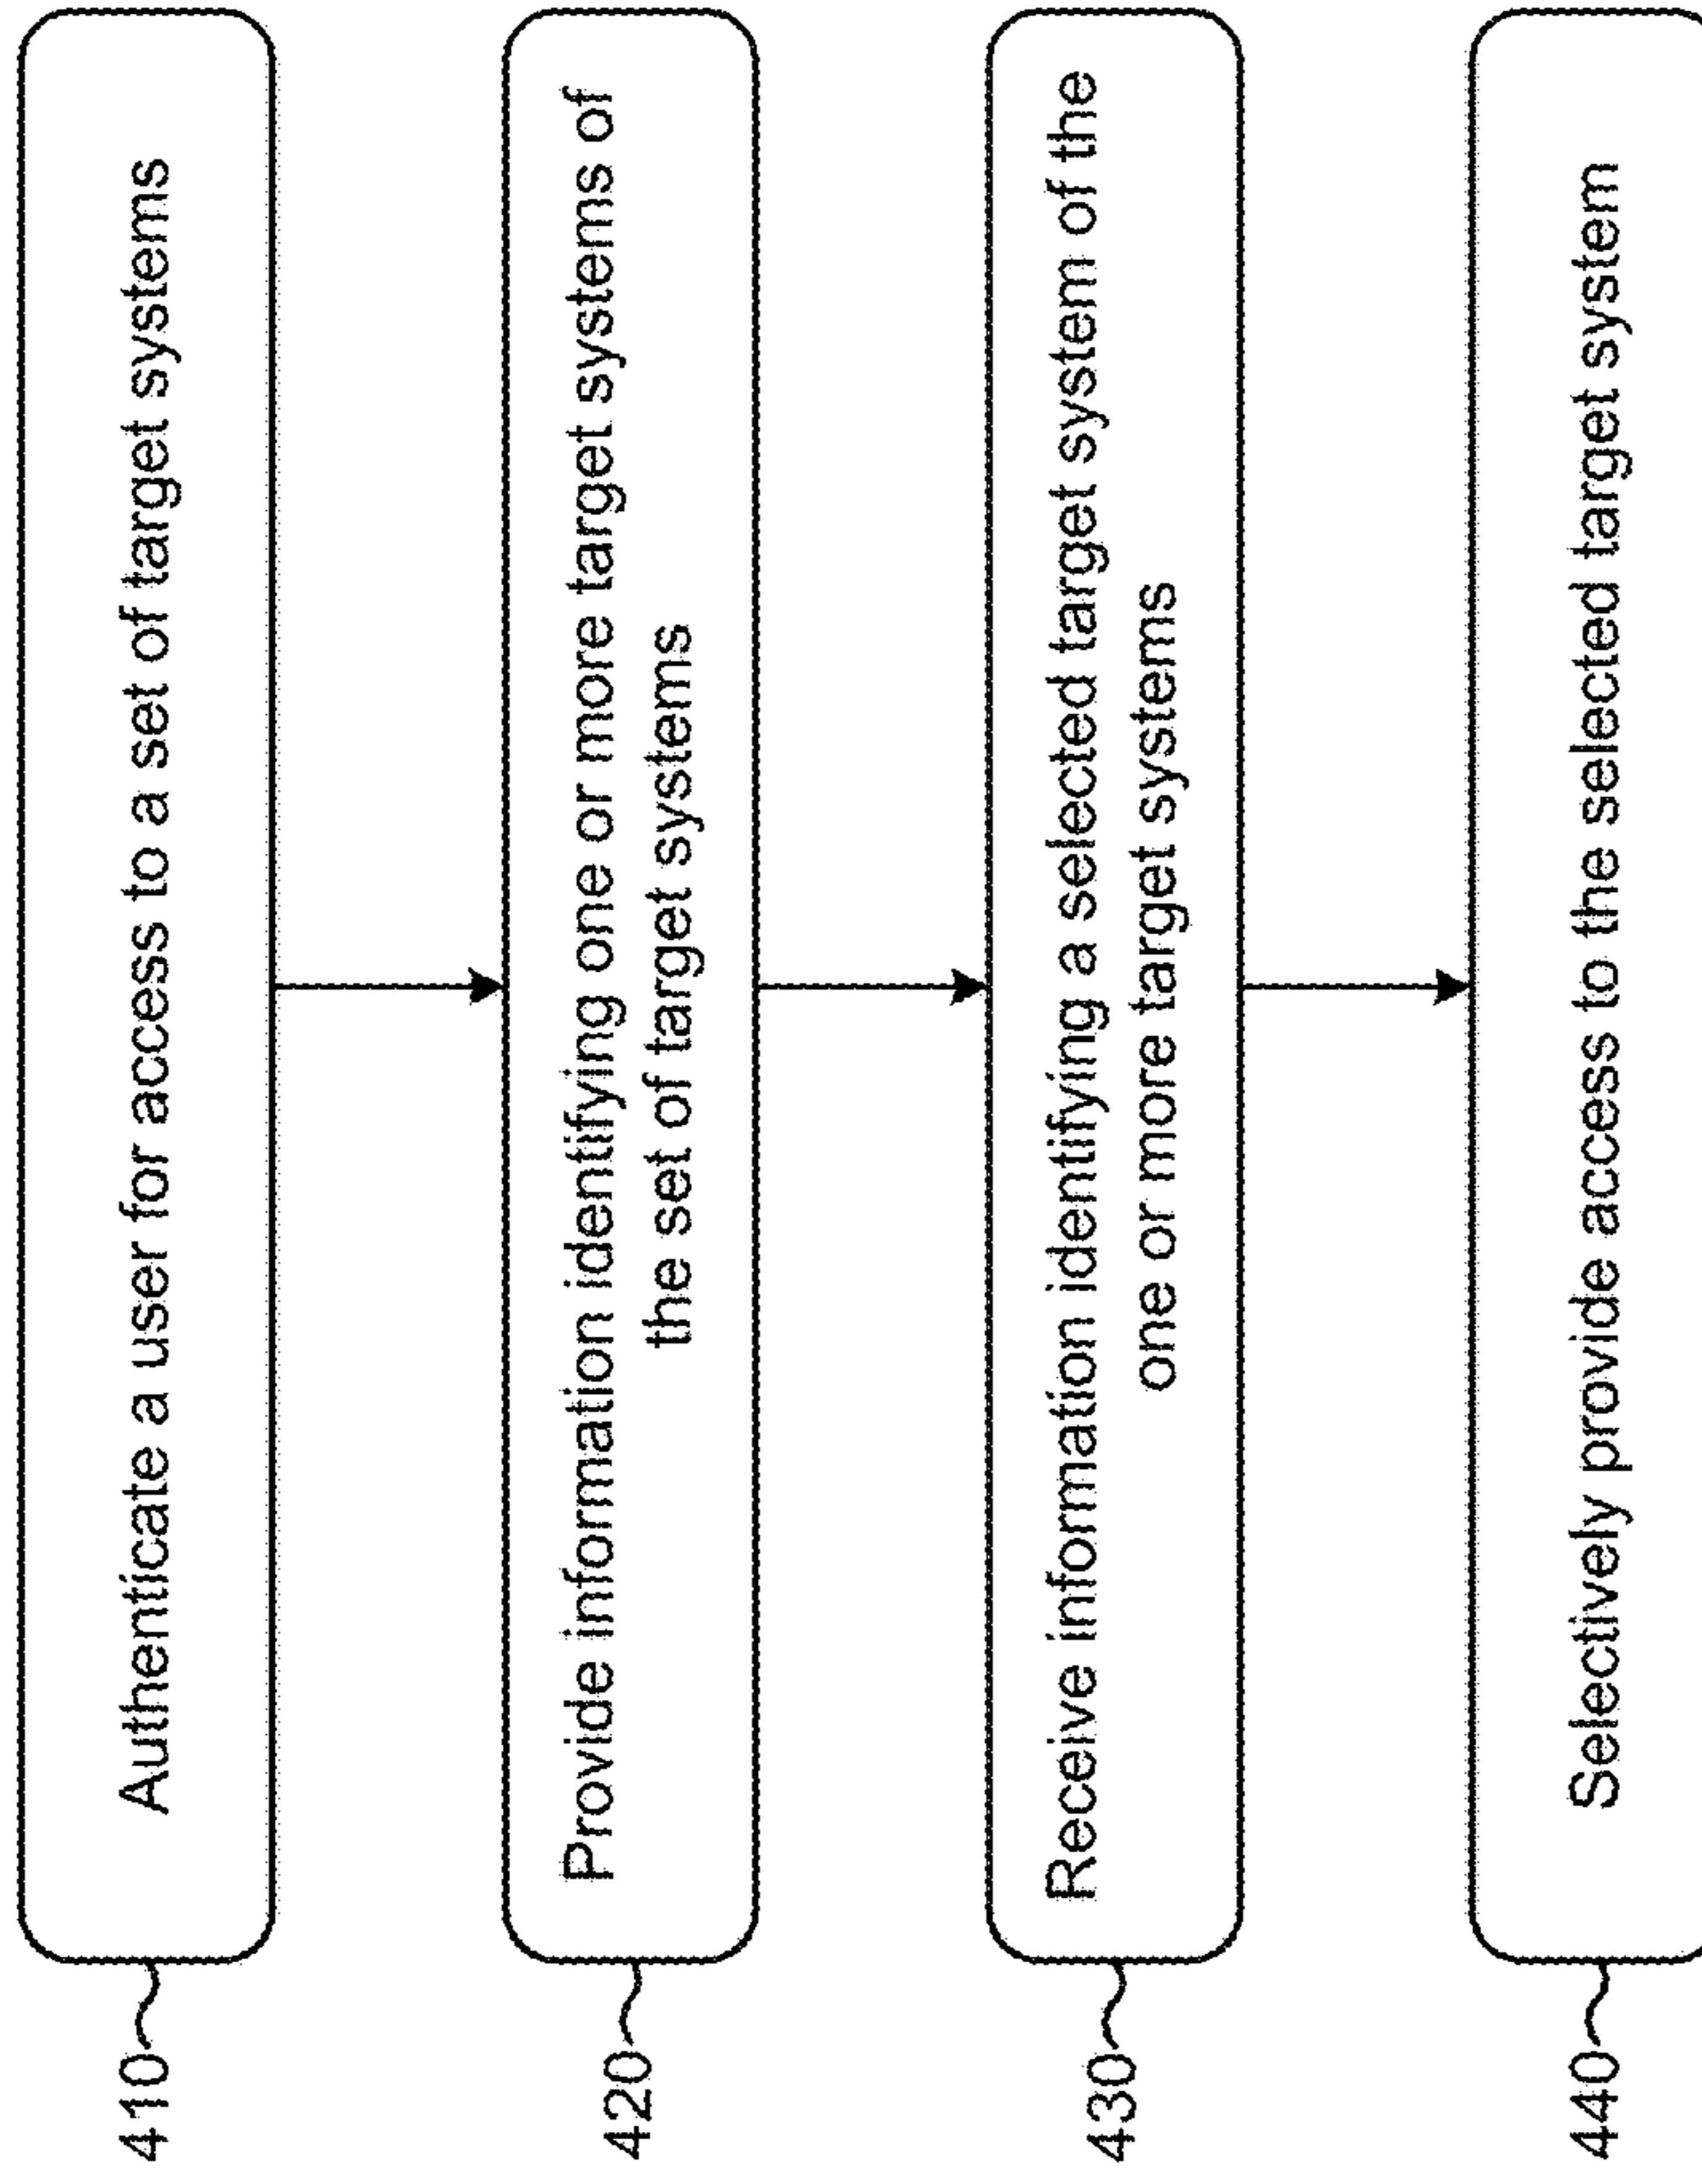 410
Authenticate a user for access to a set of target systems
420
Provide information identifying one or more target systems of
the set of target systems
430
Receive information identifying a selected target system of the
one or more target systems
440
Selectively provide access to the selected target system